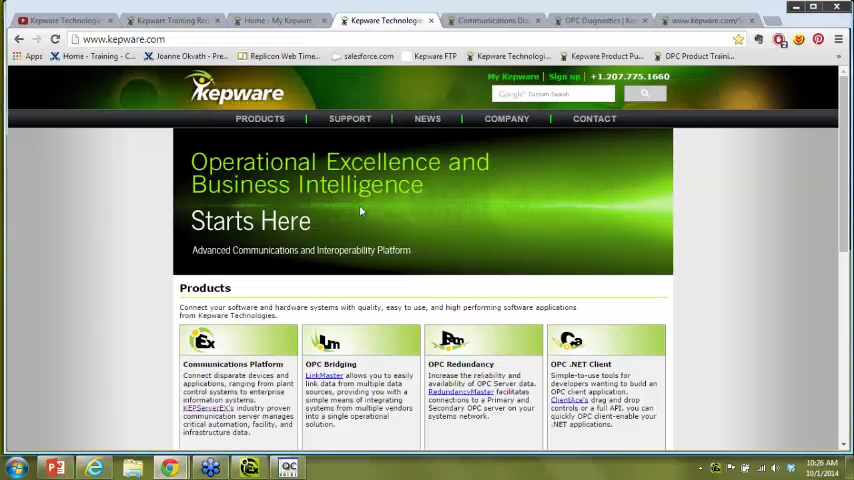 Kepware Technologi
Kepware Training Re
Home - My Kepware
Kepware Technologi
Communications Dia
OPC Diagnostics | Ke
www.kepware.com/
www.kepware.com
Apps
Home - Training - C...
Joanne Okvath - Pr...
Replicon Web Time...
salesforce.com
Kepware FTP
Kepware Technologi...
Kepware Product Pu...
OPC Product Traini...
My Kepware | Sign up | +1.207.775.1660
Kepware
Google Custom Search
PRODUCTS | SUPPORT | NEWS | COMPANY | CONTACT
Operational Excellence and
Business Intelligence
Starts Here
Advanced Communications and Interoperability Platform
Products
Connect your software and hardware systems with quality, easy to use, and high performing software applications
from Kepware Technologies.
Ex
Communications Platform
Connect disparate devices and
applications, ranging from plant
control systems to enterprise
information systems.
KEPServerEX's industry proven
communication server manages
critical automation, facility, and
infrastructure data.
Lm
OPC Bridging
LinkMaster allows you to easily
link data from multiple data
sources, providing you with a
simple means of integrating
systems from multiple vendors
into a single operational
solution.
Rm
OPC Redundancy
Increase the reliability and
availability of OPC Server data.
RedundancyMaster facilitates
connections to a Primary and
Secondary OPC server on your
systems network.
Ca
OPC .NET Client
Simple-to-use tools for
developers wanting to build an
OPC client application.
ClientAce's drag and drop
controls or a full API, you can
quickly OPC client-enable your
.NET applications.
QC
10:26 AM
10/1/2014